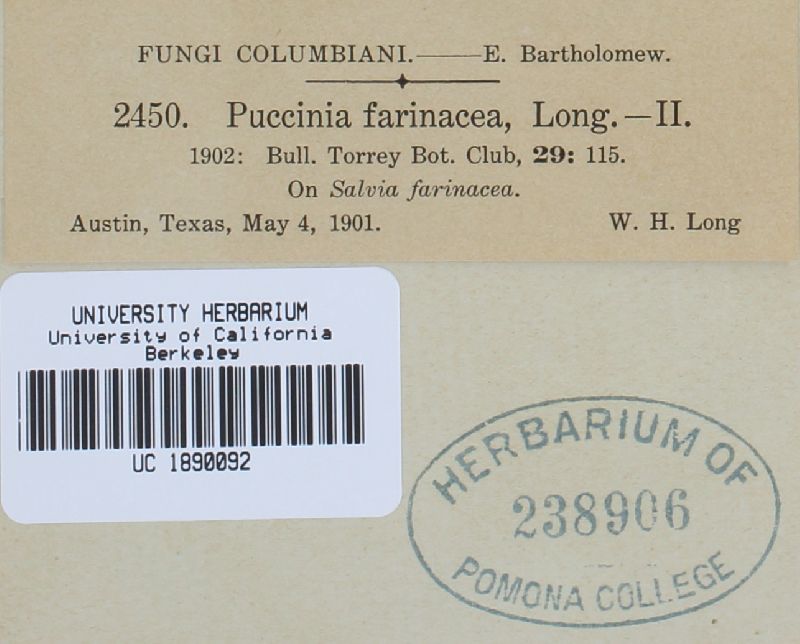 FUNGI COLUMBIANI.——E. Bartholomew.
2450. Puccinia farinacea, Long.—II.
1902: Bull. Torrey Bot. Club, 29: 115.
On Salvia farinacea.
Austin, Texas, May 4, 1901. W. H. Long
UNIVERSITY HERBARIUM
University of California
Berkeley
UC 1890092
HERBARIUM OF
238906
POMONA COLLEGE